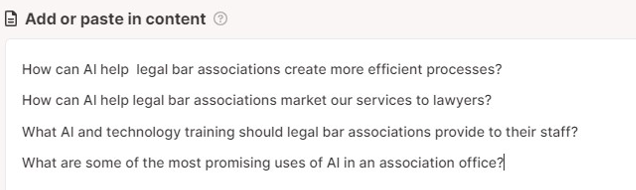 Add or paste in content
How can AI help  legal bar associations create more efficient processes?
How can AI help legal bar associations market our services to lawyers?
What AI and technology training should legal bar associations provide to their staff?
What are some of the most promising uses of AI in an association office?